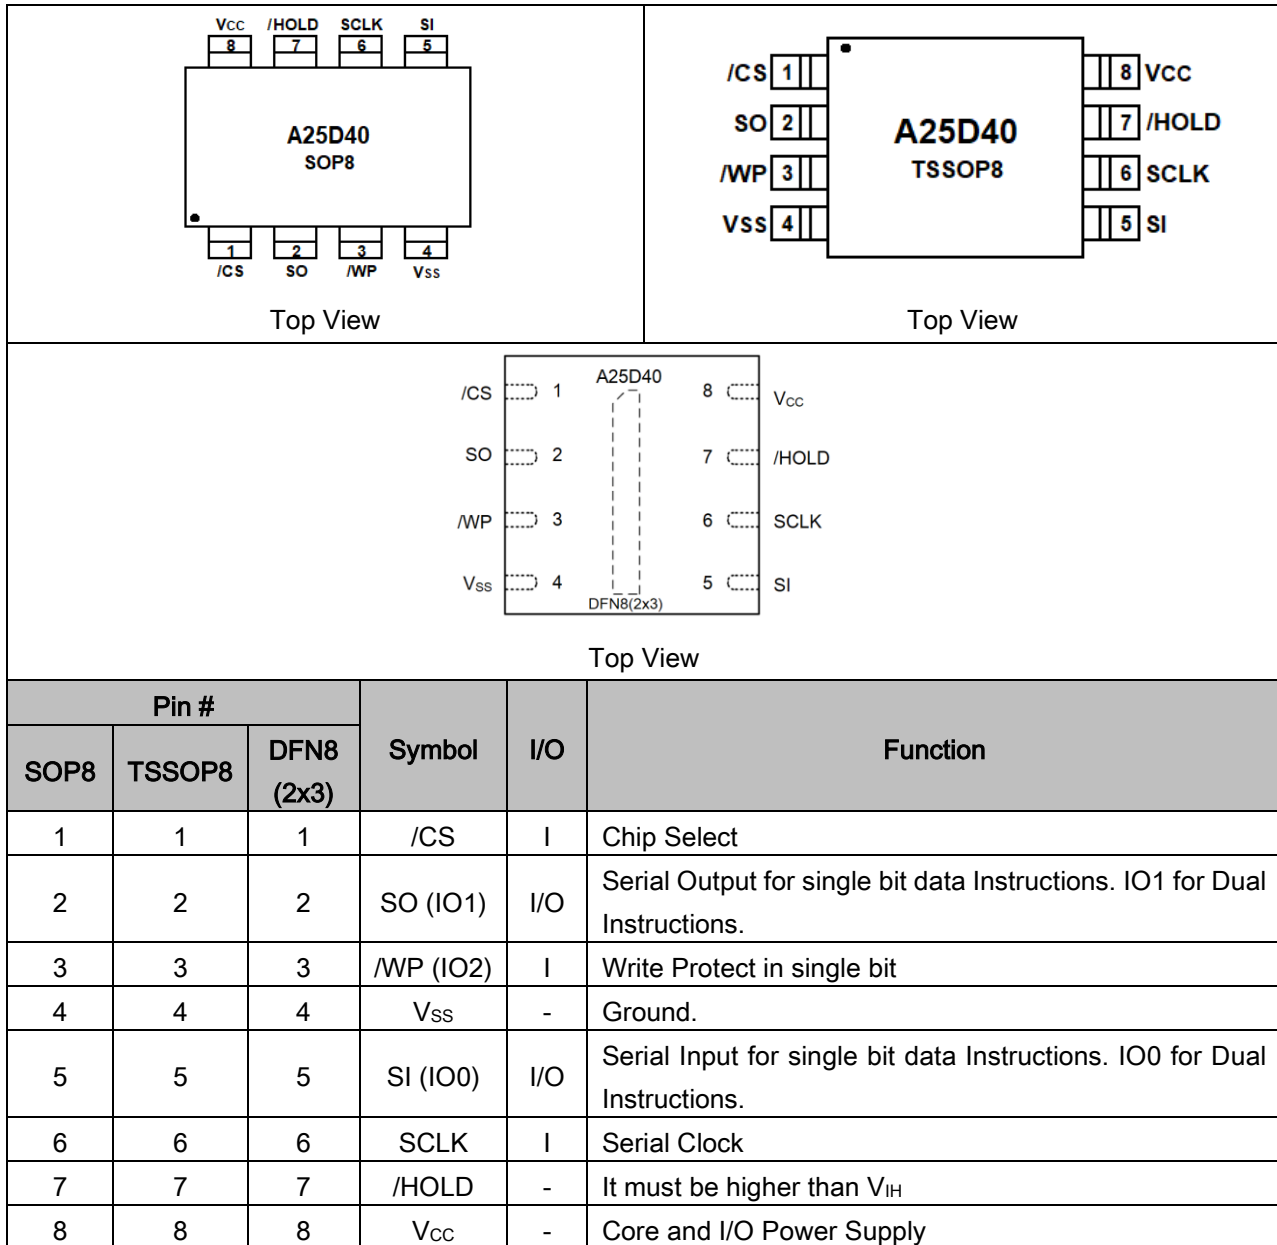 Vcc /HOLD SCLK SI
8 7 6 5
A25D40
SOP8
1 2 3 4
/CS SO /WP Vss
Top View
/CS 1 8 VCC
SO 2 7 /HOLD
A25D40
/WP 3 6 SCLK
TSSOP8
VSS 4 5 SI
Top View
A25D40
/CS 1 8 Vcc
SO 2 7 /HOLD
/WP 3 6 SCLK
Vss 4 5 SI
DFN8(2x3)
Top View
Pin #
Symbol I/O Function
SOP8 TSSOP8 DFN8
(2x3)
1 1 1 /CS I Chip Select
2 2 2 SO (IO1) I/O Serial Output for single bit data Instructions. IO1 for Dual
Instructions.
3 3 3 /WP (IO2) I Write Protect in single bit
4 4 4 Vss - Ground.
5 5 5 SI (IO0) I/O Serial Input for single bit data Instructions. IO0 for Dual
Instructions.
6 6 6 SCLK I Serial Clock
7 7 7 /HOLD - It must be higher than VIH
8 8 8 Vcc - Core and I/O Power Supply